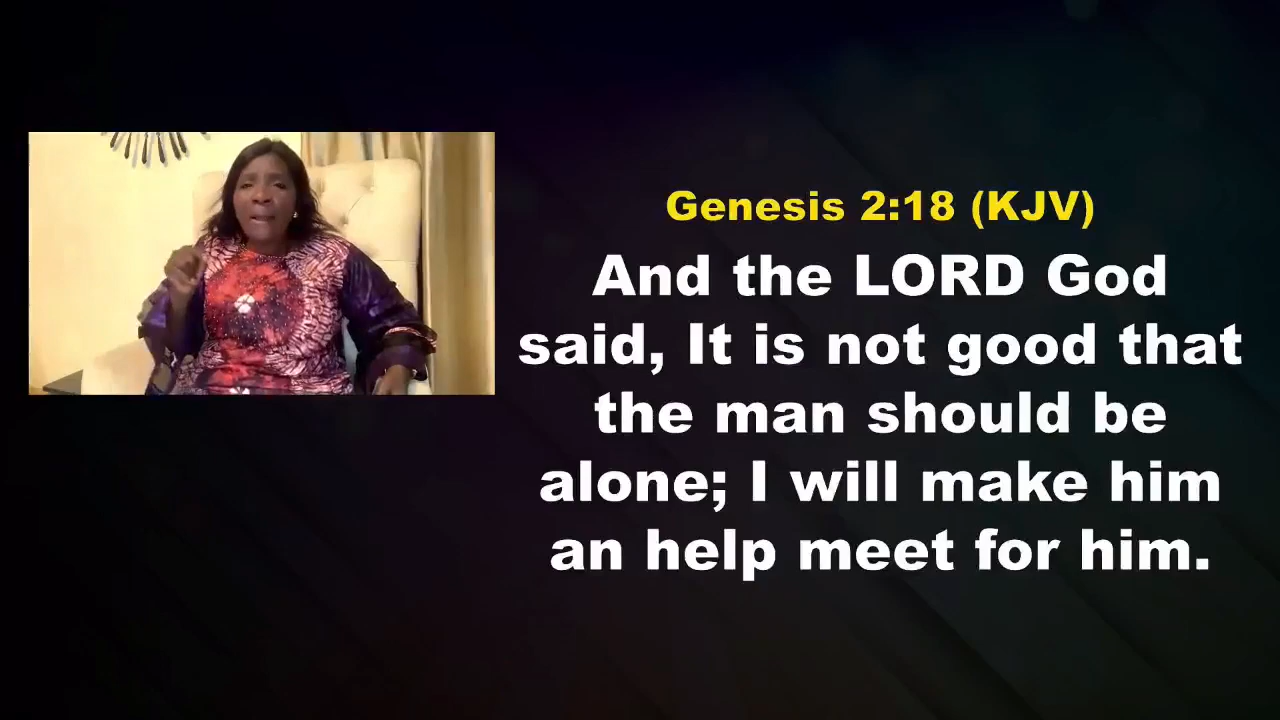 Genesis 2:18 (KJV)
And the LORD God
said, It is not good that
the man should be
alone; I will make him
an help meet for him.